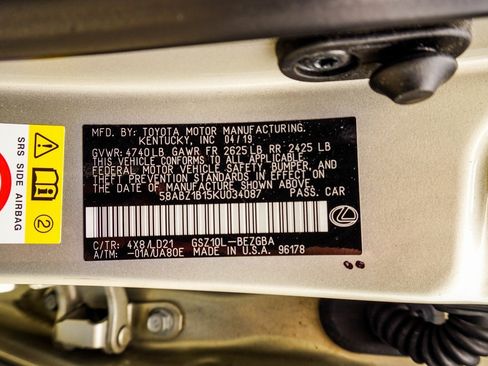 MFD. BY: TOYOTA MOTOR MANUFACTURING.
KENTUCKY, INC 04/19
GVWR: 4740LB GAWR FR 2625LB RR 2425 LB
THIS VEHICLE CONFORMS TO ALL APPLICABLE
FEDERAL MOTOR VEHICLE SAFETY, BUMPER, AND
THEFT PREVENTION STANDARDS IN EFFECT ON
THE DATE OF MANUFACTURE SHOWN ABOVE.
58ABZ1B15KU034087 PASS. CAR
C/TR: 4X8/LD21 GSZ10L-BEZGBA
A/TM: -01A/UA80E MADE IN U.S.A. 96178
SRS SIDE AIRBAG
2